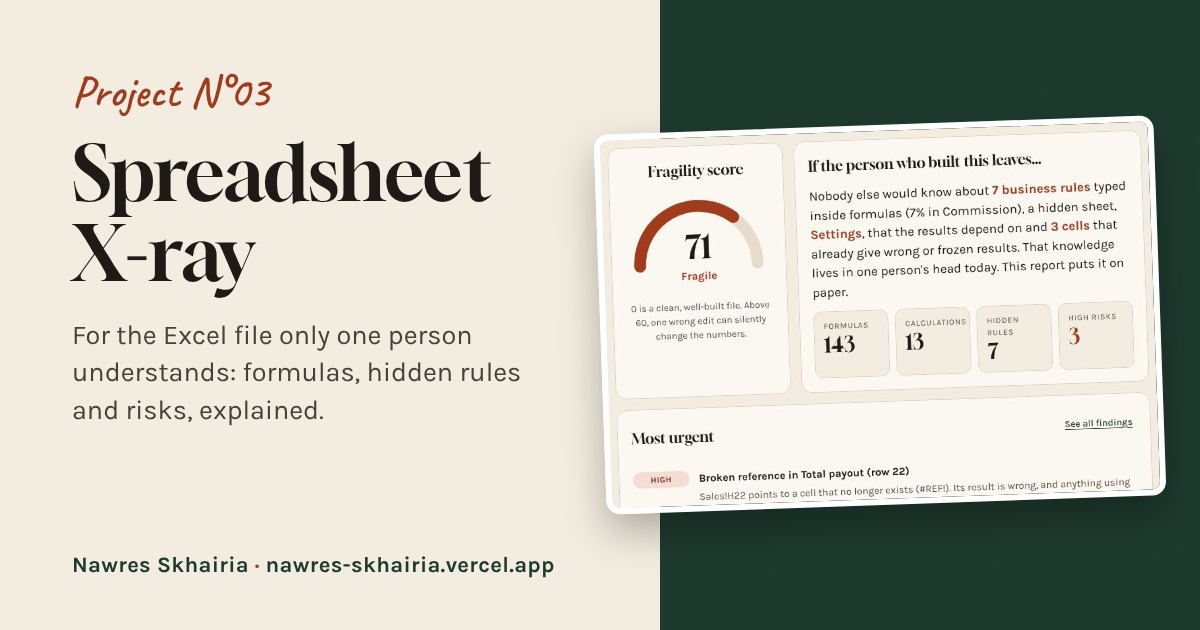 Project Nº03
Spreadsheet
X-ray
For the Excel file only one person
understands: formulas, hidden rules
and risks, explained.
Nawres Skhairia · nawres-skhairia.vercel.app
Fragility score
71
Fragile
0 is a clean, well-built file. Above
60, one wrong edit can silently
change the numbers.
If the person who built this leaves...
Nobody else would know about 7 business rules typed
inside formulas (7% in Commission), a hidden sheet,
Settings, that the results depend on and 3 cells that
already give wrong or frozen results. That knowledge
lives in one person's head today. This report puts it on
paper.
FORMULAS
143
CALCULATIONS
13
HIDDEN
RULES
7
HIGH RISKS
3
Most urgent
See all findings
HIGH
Broken reference in Total payout (row 22)
Sales!H22 points to a cell that no longer exists (#REF!). Its result is wrong, and anything using